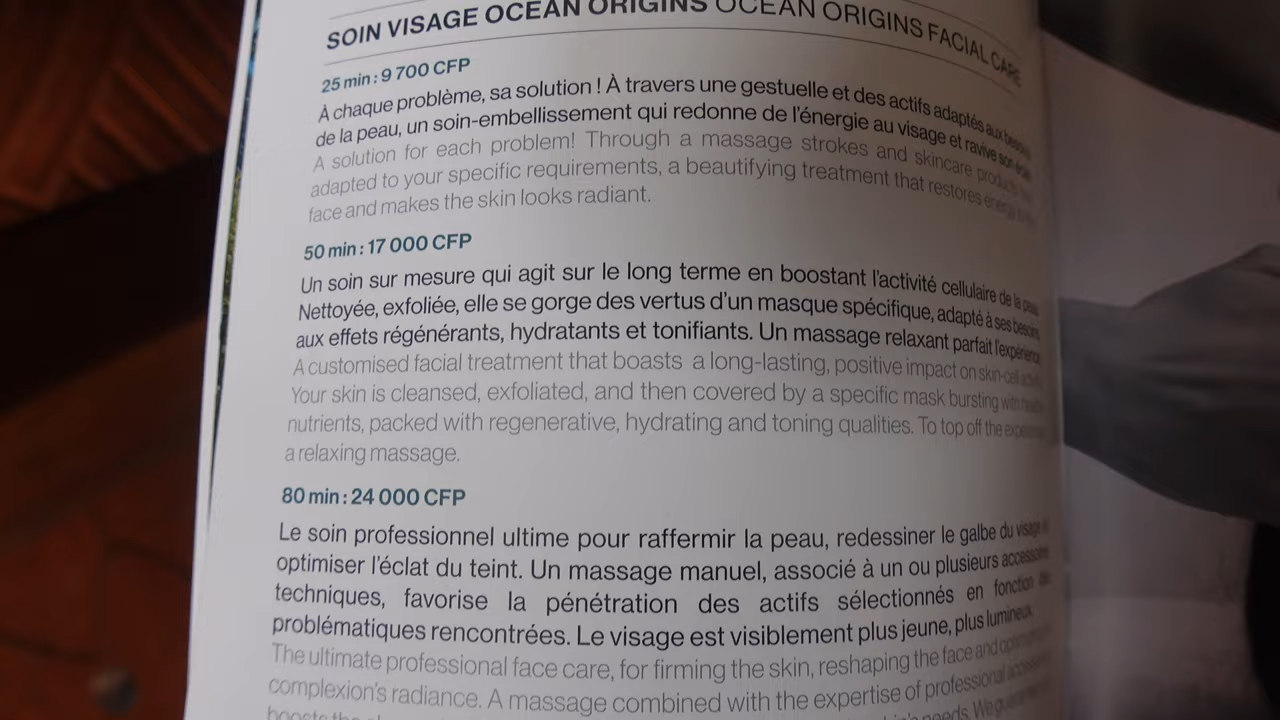 SOIN VISAGE OCEAN ORIGINS OCEAN ORIGINS FACIAL CARE
25 min : 9 700 CFP
À chaque problème, sa solution ! À travers une gestuelle et des actifs adaptés aux
de la peau, un soin-embellissement qui redonne de l'énergie au visage et ravive son
A solution for each problem! Through a massage strokes and skincare products
adapted to your specific requirements, a beautifying treatment that restores energy
face and makes the skin looks radiant.
50 min : 17 000 CFP
Un soin sur mesure qui agit sur le long terme en boostant l'activité cellulaire de la peau.
Nettoyée, exfoliée, elle se gorge des vertus d'un masque spécifique, adapté à ses besoins,
aux effets régénérants, hydratants et tonifiants. Un massage relaxant parfait l'expérience
A customised facial treatment that boasts a long-lasting, positive impact on skin-cell
Your skin is cleansed, exfoliated, and then covered by a specific mask bursting with
nutrients, packed with regenerative, hydrating and toning qualities. To top off the
a relaxing massage.
80 min : 24 000 CFP
Le soin professionnel ultime pour raffermir la peau, redessiner le galbe du visage
optimiser l'éclat du teint. Un massage manuel, associé à un ou plusieurs accessoires
techniques, favorise la pénétration des actifs sélectionnés en fonction
problématiques rencontrées. Le visage est visiblement plus jeune, plus lumineux.
The ultimate professional face care, for firming the skin, reshaping the face and
complexion's radiance. A massage combined with the expertise of professional
boosts the needs. We